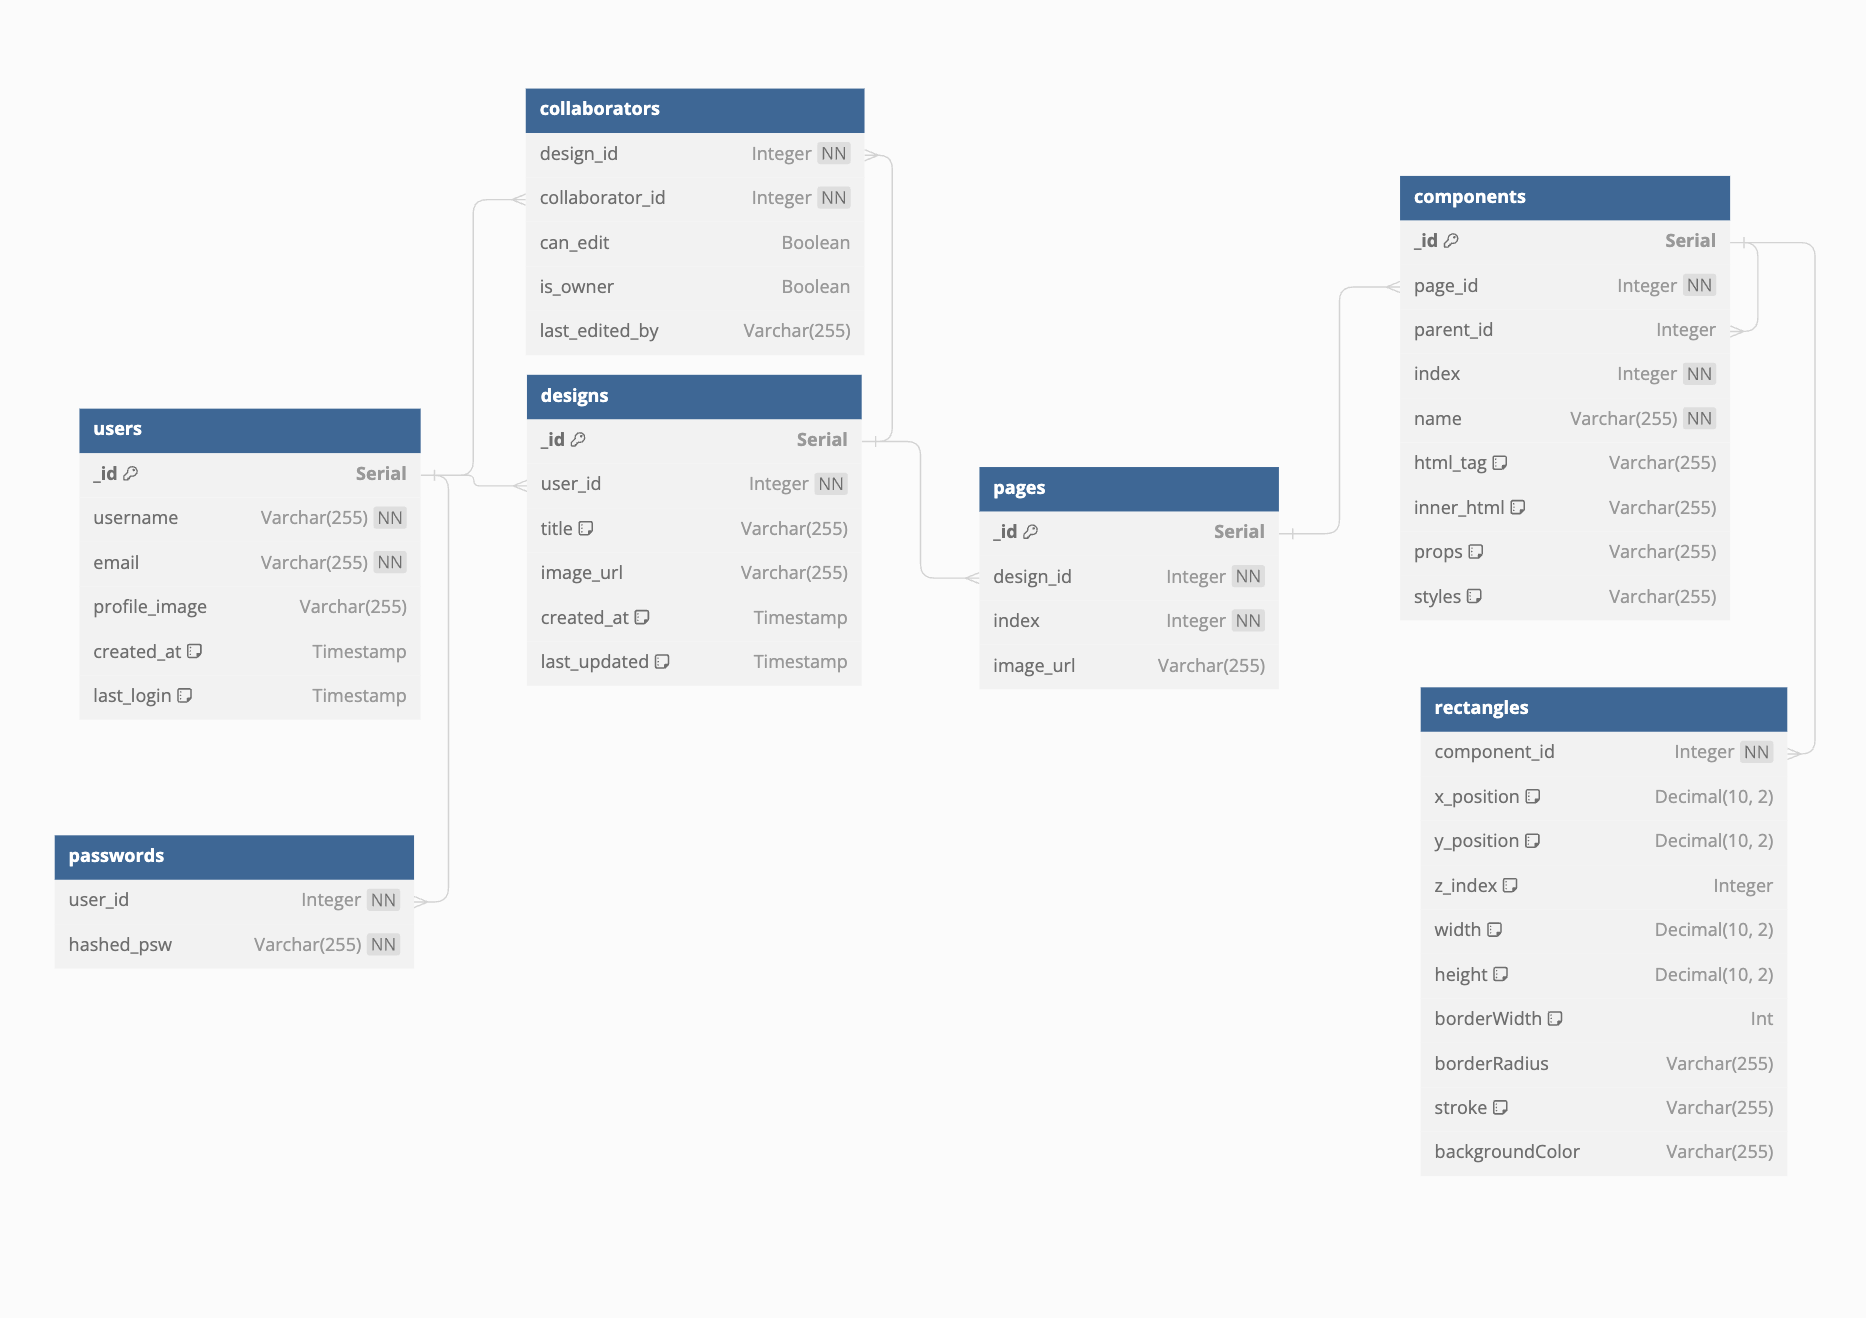 collaborators
design_id Integer NN
collaborator_id Integer NN
can_edit Boolean
is_owner Boolean
last_edited_by Varchar(255)
designs
_id Serial
user_id Integer NN
title Varchar(255)
image_url Varchar(255)
created_at Timestamp
last_updated Timestamp
users
_id Serial
username Varchar(255) NN
email Varchar(255) NN
profile_image Varchar(255)
created_at Timestamp
last_login Timestamp
passwords
user_id Integer NN
hashed_psw Varchar(255) NN
pages
_id Serial
design_id Integer NN
index Integer NN
image_url Varchar(255)
components
_id Serial
page_id Integer NN
parent_id Integer
index Integer NN
name Varchar(255) NN
html_tag Varchar(255)
inner_html Varchar(255)
props Varchar(255)
styles Varchar(255)
rectangles
component_id Integer NN
x_position Decimal(10, 2)
y_position Decimal(10, 2)
z_index Integer
width Decimal(10, 2)
height Decimal(10, 2)
borderWidth Int
borderRadius Varchar(255)
stroke Varchar(255)
backgroundColor Varchar(255)